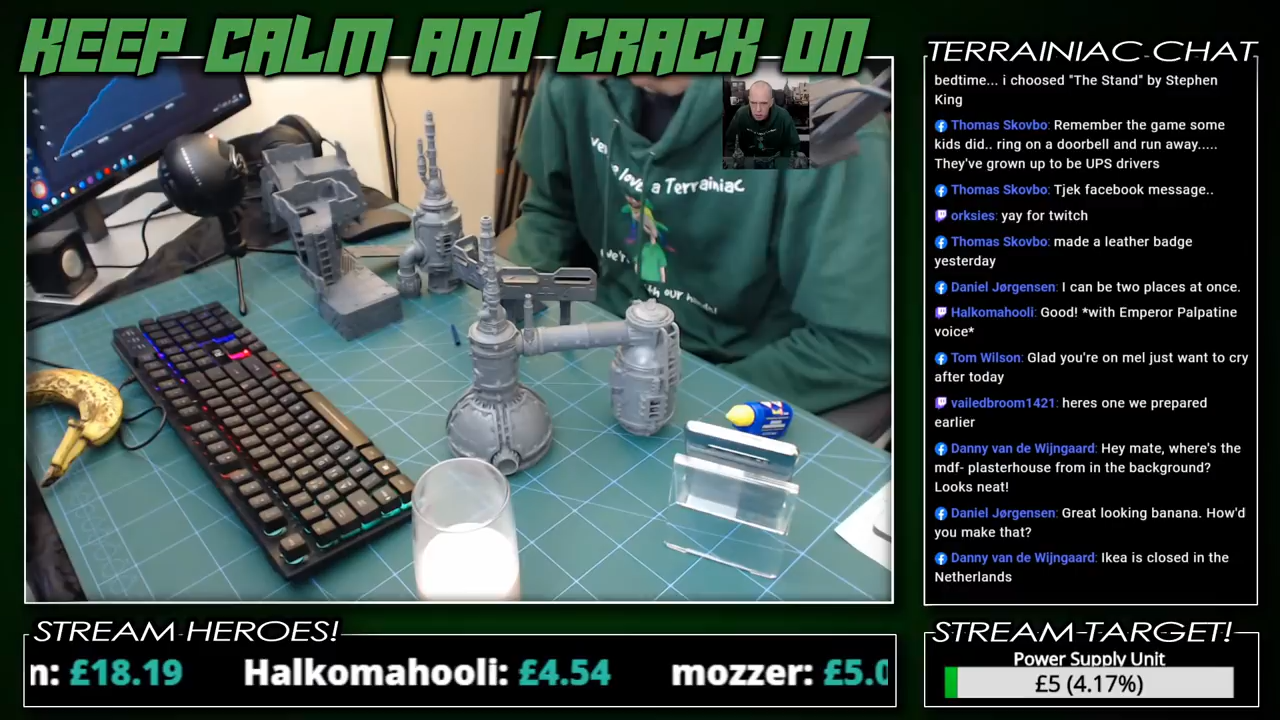 KEEP CALM AND CRACK ON
TERRAINIAC CHAT
bedtime... i choosed "The Stand" by Stephen
King
Thomas Skovbo: Remember the game some
kids did.. ring on a doorbell and run away.....
They've grown up to be UPS drivers
Thomas Skovbo: Tjek facebook message..
orksies: yay for twitch
Thomas Skovbo: made a leather badge
yesterday
Daniel Jørgensen: I can be two places at once.
Halkomahooli: Good! *with Emperor Palpatine
voice*
Tom Wilson: Glad you're on mel just want to cry
after today
vailedbroom1421: heres one we prepared
earlier
Danny van de Wijngaard: Hey mate, where's the
mdf- plasterhouse from in the background?
Looks neat!
Daniel Jørgensen: Great looking banana. How'd
you make that?
Danny van de Wijngaard: Ikea is closed in the
Netherlands
a Terrainiac
STREAM HEROES!
n: £18.19 Halkomahooli: £4.54 mozzer: £5.0
STREAM TARGET!
Power Supply Unit
£5 (4.17%)